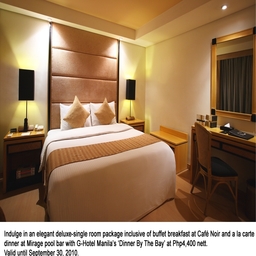 Indulge in an elegant deluxe-single room package inclusive of buffet breakfast at Café Noir and a la carte
dinner at Mirage pool bar with G-Hotel Manila's 'Dinner By The Bay' at Php4,400 nett.
Valid until September 30, 2010.